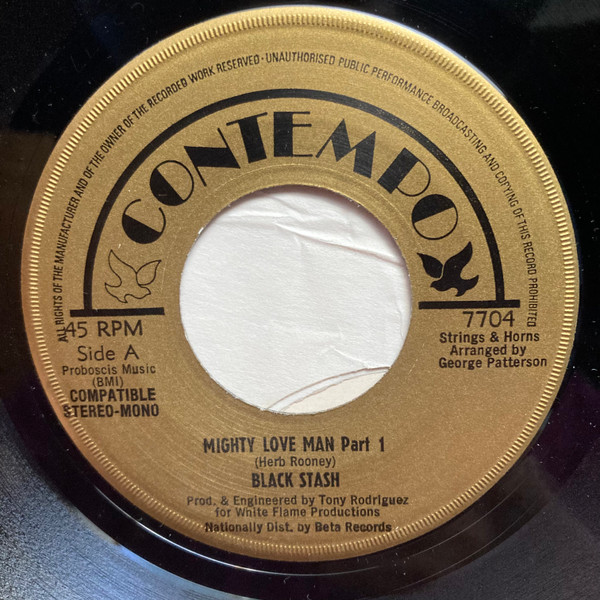 ALL RIGHTS OF THE MANUFACTURER AND OF THE OWNER OF THE RECORDED WORK RESERVED · UNAUTHORISED PUBLIC PERFORMANCE BROADCASTING AND COPYING OF THIS RECORD PROHIBITED
CONTEMPO
45 RPM
Side A
Proboscis Music
(BMI)
COMPATIBLE
STEREO-MONO
7704
Strings & Horns
Arranged by
George Patterson
MIGHTY LOVE MAN Part 1
(Herb Rooney)
BLACK STASH
Prod. & Engineered by Tony Rodriguez
for White Flame Productions
Nationally Dist. by Beta Records